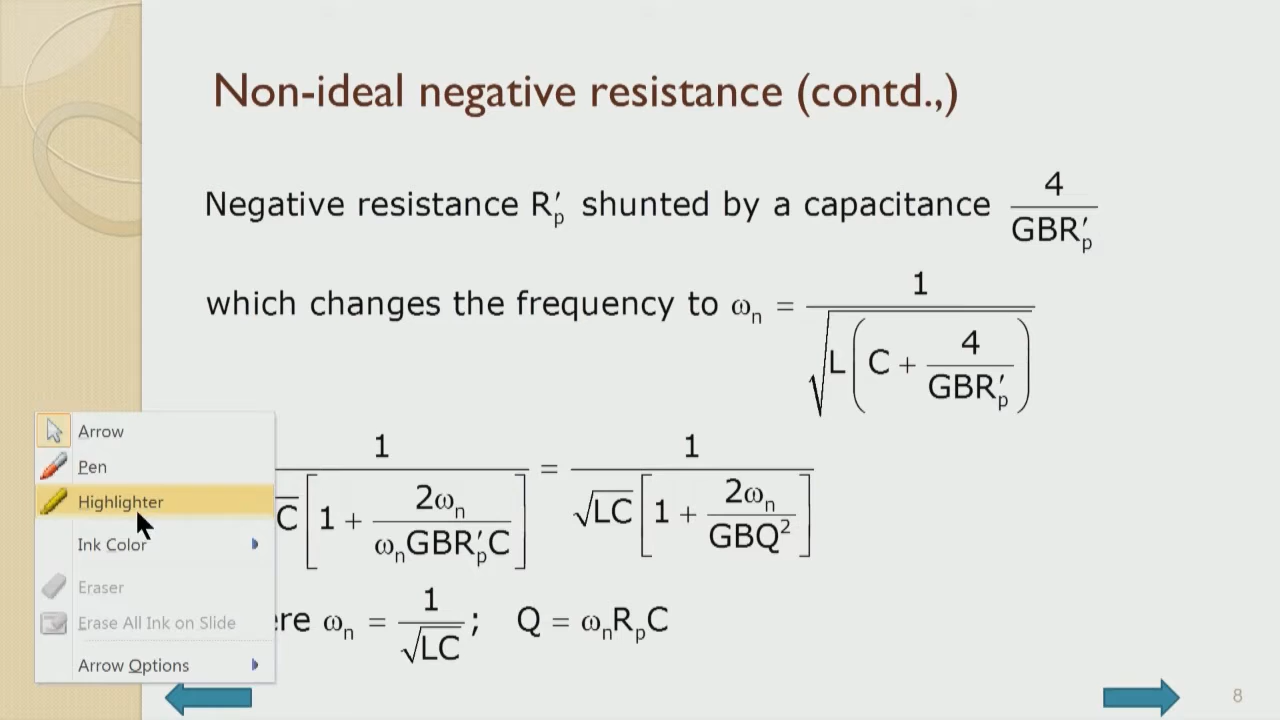 Non-ideal negative resistance (contd.,)
Negative resistance R′p shunted by a capacitance 4/GBR′p
which changes the frequency to ωn = 1/√(L(C + 4/GBR′p))
1/C[1 + 2ωn/ωnGBR′pC] = 1/√LC[1 + 2ωn/GBQ²]
re ωn = 1/√LC; Q = ωnRpC
Arrow
Pen
Highlighter
Ink Color
Eraser
Erase All Ink on Slide
Arrow Options
8